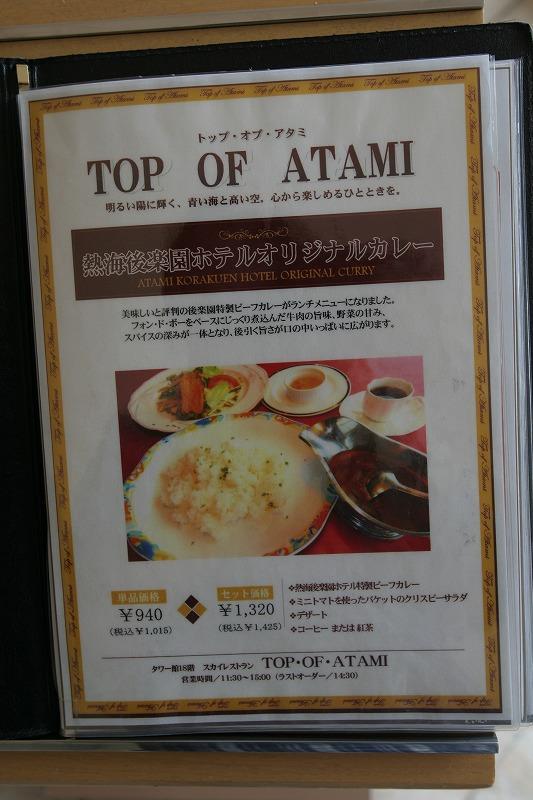 トップ・オブ・アタミ
TOP OF ATAMI
明るい陽に輝く、青い海と高い空。心から楽しめるひとときを。
熱海後楽園ホテルオリジナルカレー
ATAMI KORAKUEN HOTEL ORIGINAL CURRY
美味しいと評判の後楽園特製ビーフカレーがランチメニューになりました。
フォン・ド・ボーをベースにじっくり煮込んだ牛肉の旨味、野菜の甘み、
スパイスの深みが一体となり、後引く旨さが口の中いっぱいに広がります。
単品価格
¥940
(税込¥1,015)
セット価格
¥1,320
(税込¥1,425)
❖熱海後楽園ホテル特製ビーフカレー
❖ミニトマトを使ったバケットのクリスピーサラダ
❖デザート
❖コーヒー または 紅茶
タワー館18階 スカイレストラン TOP・OF・ATAMI
営業時間/11:30~15:00(ラストオーダー/14:30)
Top of Atami